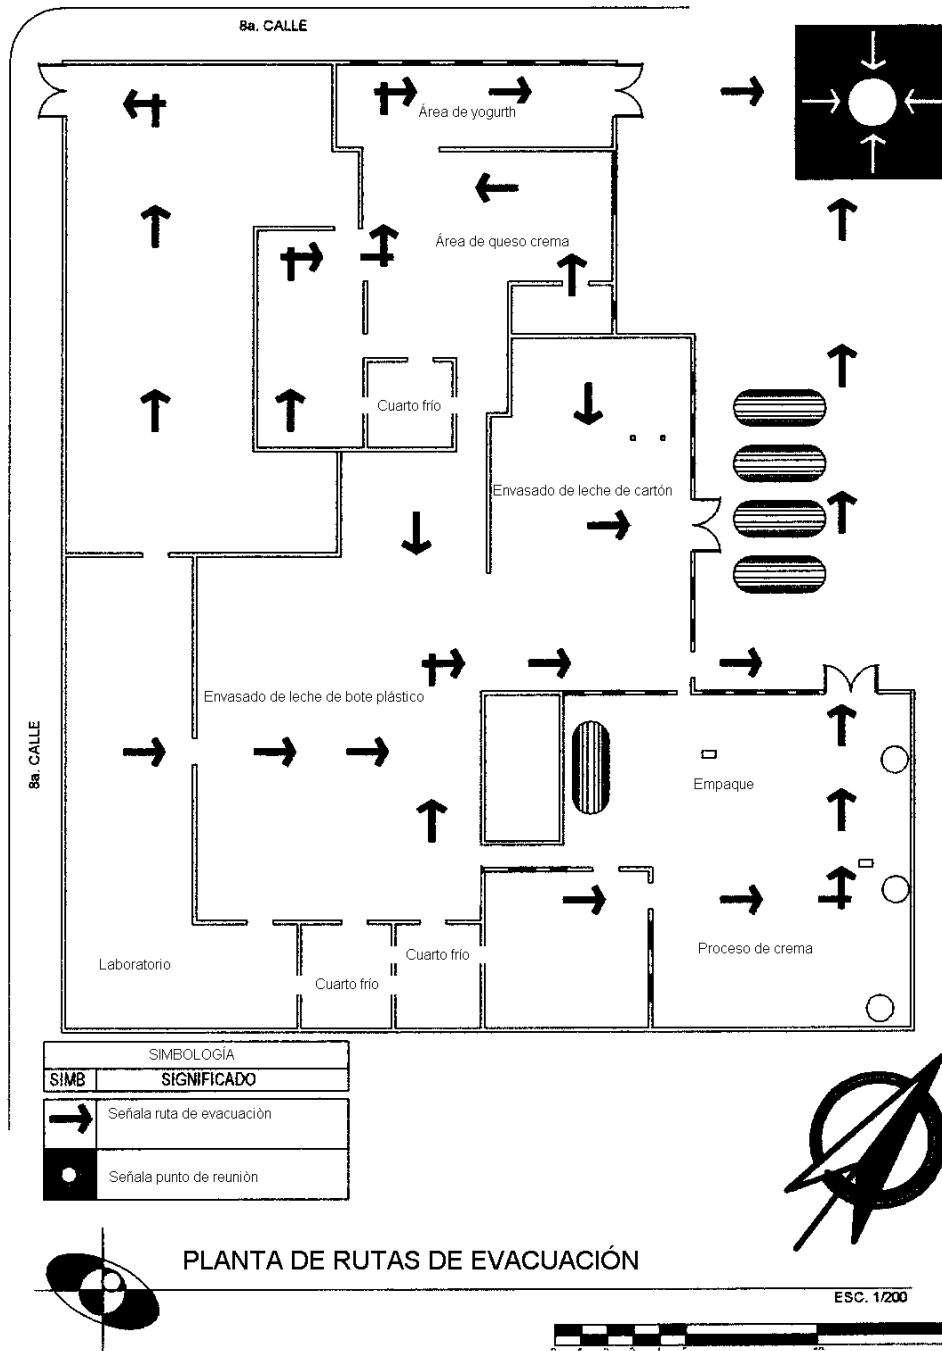 8a. CALLE
Área de yogurth
Área de queso crema
Cuarto frío
Envasado de leche de cartón
Envasado de leche de bote plástico
8a. CALLE
Empaque
Proceso de crema
Laboratorio
Cuarto frío
Cuarto frío
SIMBOLOGÍA
SIMB SIGNIFICADO
Señala ruta de evacuaciòn
Señala punto de reuniòn
PLANTA DE RUTAS DE EVACUACIÓN
ESC. 1/200